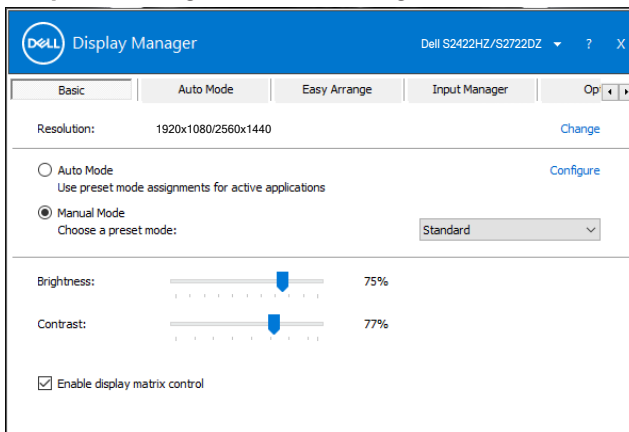 DELL Display Manager Dell S2422HZ/S2722DZ ? X
Basic Auto Mode Easy Arrange Input Manager Op
Resolution: 1920x1080/2560x1440 Change
Auto Mode Configure
Use preset mode assignments for active applications
Manual Mode
Choose a preset mode: Standard
Brightness: 75%
Contrast: 77%
Enable display matrix control